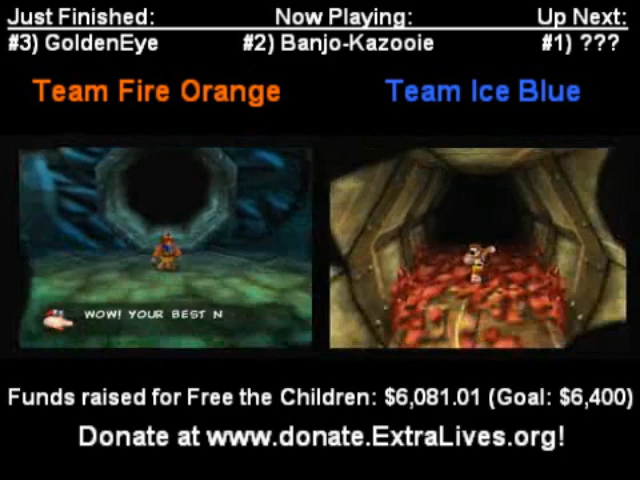 Just Finished: Now Playing: Up Next:
#3) GoldenEye #2) Banjo-Kazooie #1) ???
Team Fire Orange Team Ice Blue
WOW! YOUR BEST N
Funds raised for Free the Children: $6,081.01 (Goal: $6,400)
Donate at www.donate.ExtraLives.org!